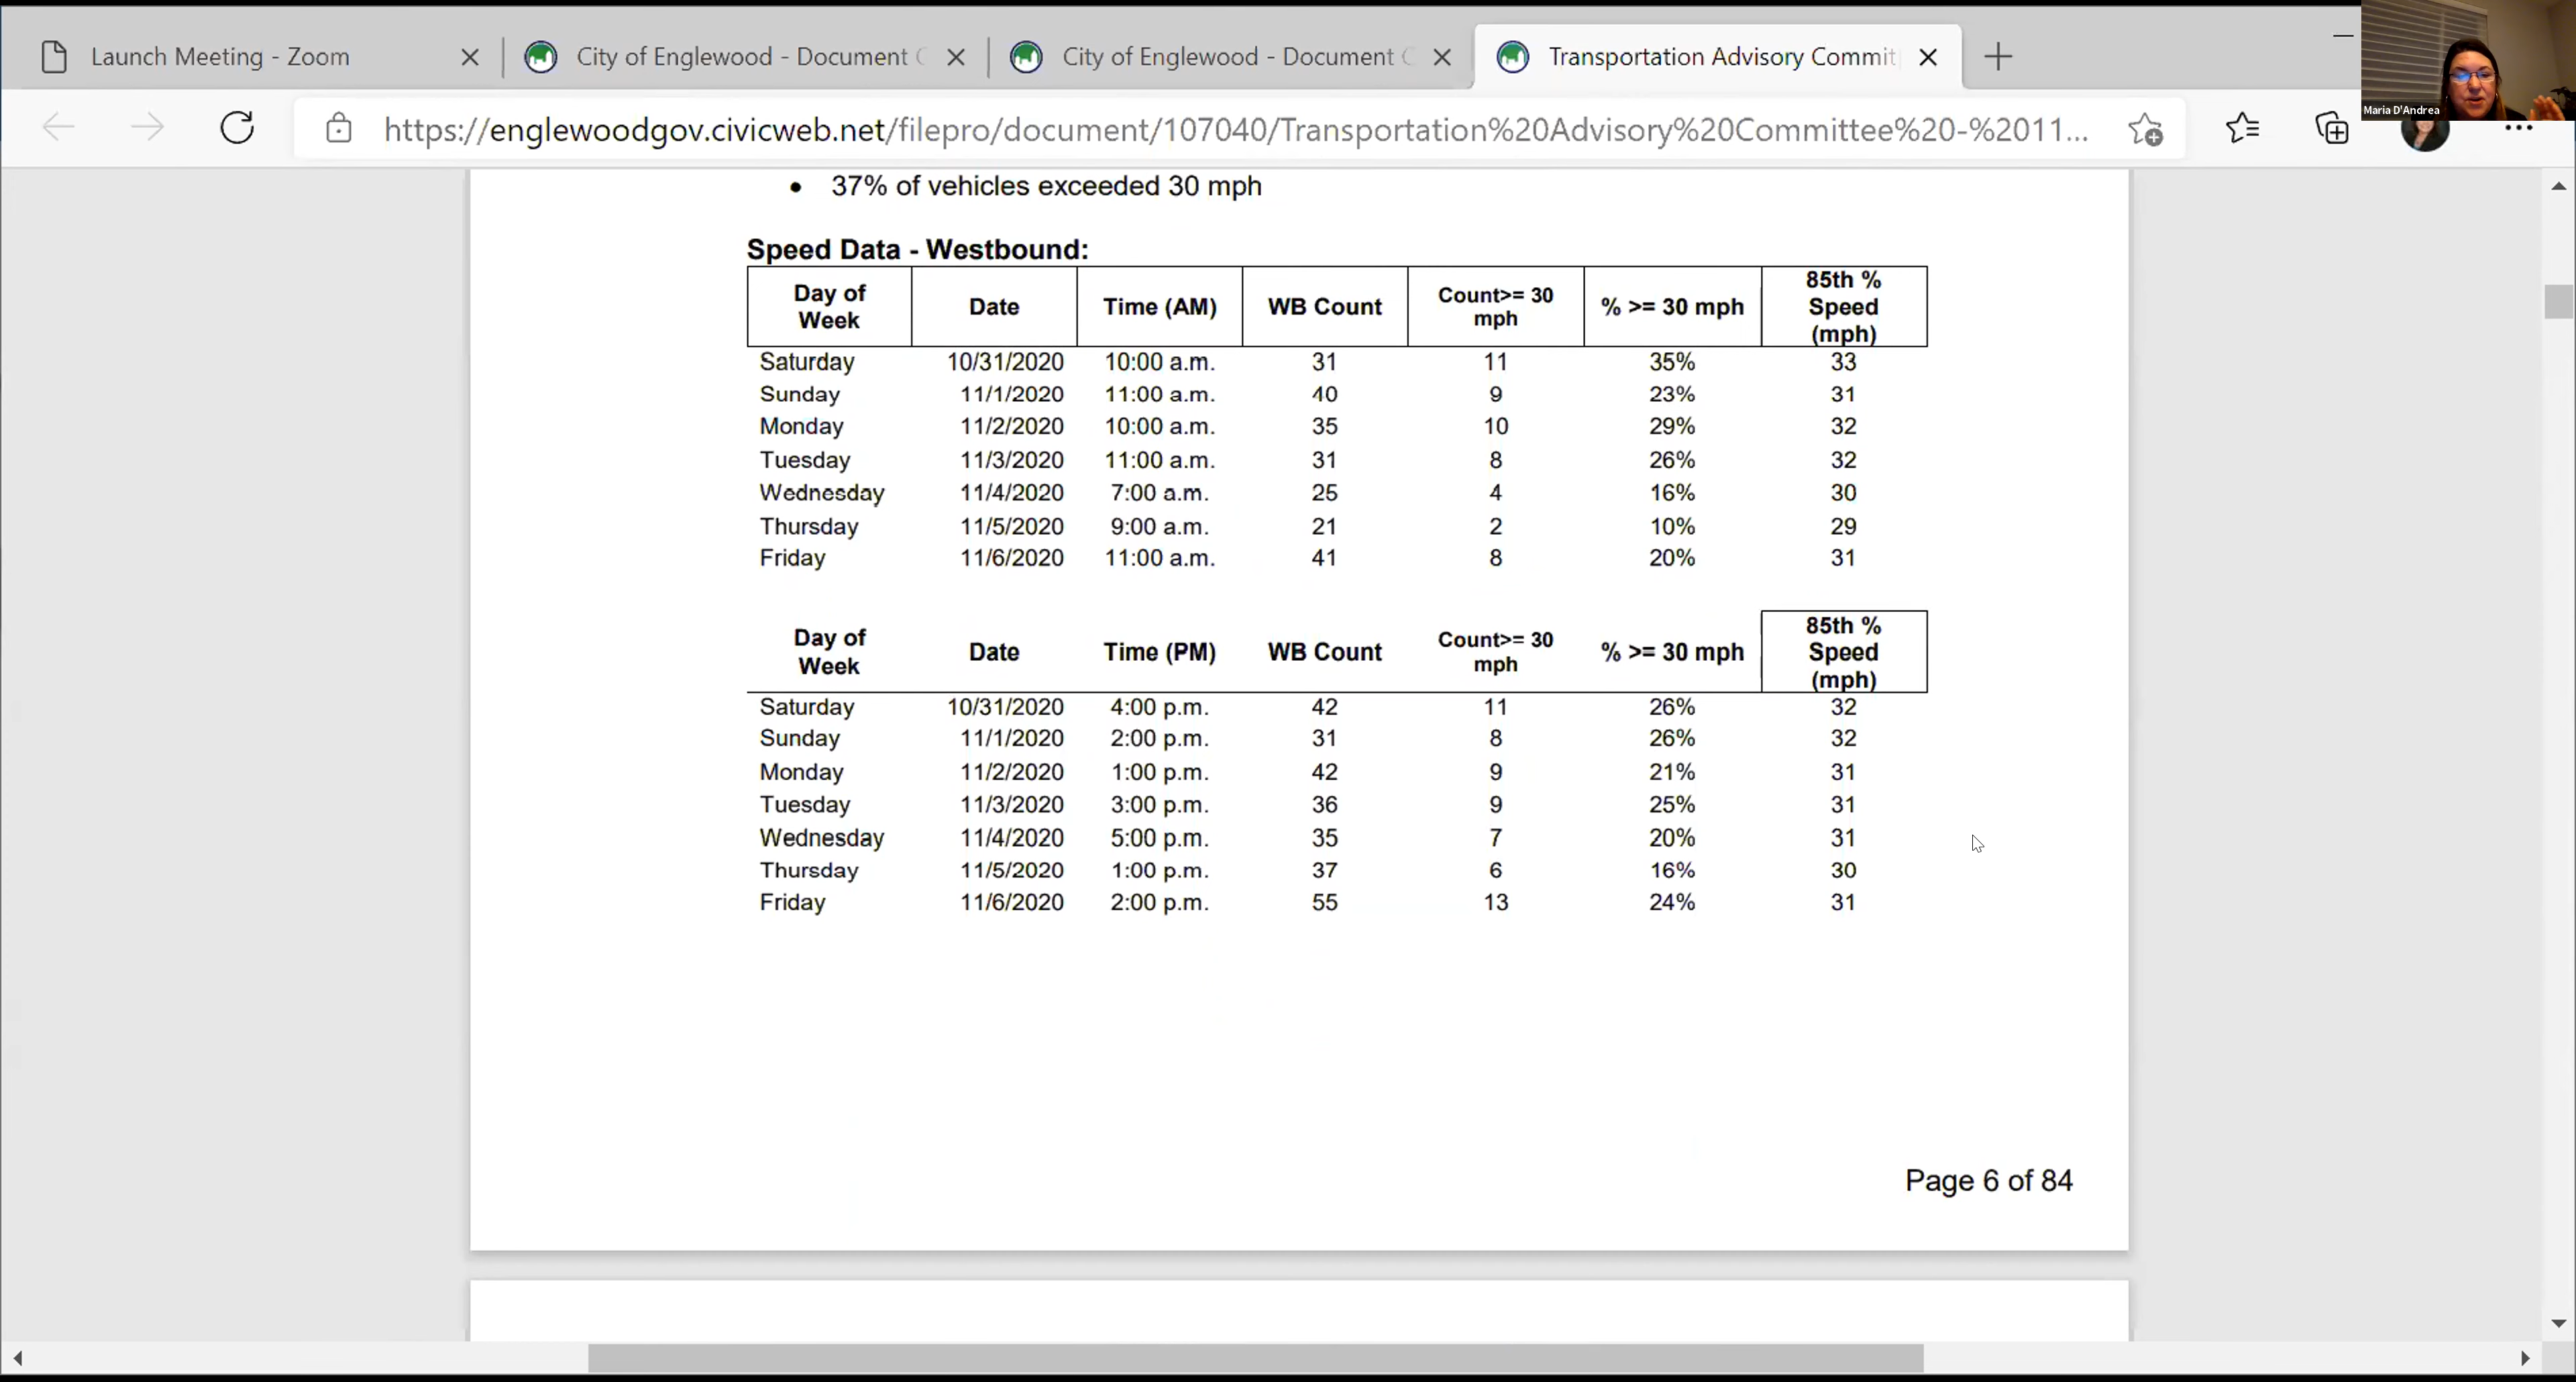 Launch Meeting - Zoom
City of Englewood - Document C
City of Englewood - Document C
Transportation Advisory Commit
Maria D'Andrea
https://englewoodgov.civicweb.net/filepro/document/107040/Transportation%20Advisory%20Committee%20-%2011...
• 37% of vehicles exceeded 30 mph
Speed Data - Westbound:
Day of Week Date Time (AM) WB Count Count>= 30 mph % >= 30 mph 85th % Speed (mph)
Saturday 10/31/2020 10:00 a.m. 31 11 35% 33
Sunday 11/1/2020 11:00 a.m. 40 9 23% 31
Monday 11/2/2020 10:00 a.m. 35 10 29% 32
Tuesday 11/3/2020 11:00 a.m. 31 8 26% 32
Wednesday 11/4/2020 7:00 a.m. 25 4 16% 30
Thursday 11/5/2020 9:00 a.m. 21 2 10% 29
Friday 11/6/2020 11:00 a.m. 41 8 20% 31
Day of Week Date Time (PM) WB Count Count>= 30 mph % >= 30 mph 85th % Speed (mph)
Saturday 10/31/2020 4:00 p.m. 42 11 26% 32
Sunday 11/1/2020 2:00 p.m. 31 8 26% 32
Monday 11/2/2020 1:00 p.m. 42 9 21% 31
Tuesday 11/3/2020 3:00 p.m. 36 9 25% 31
Wednesday 11/4/2020 5:00 p.m. 35 7 20% 31
Thursday 11/5/2020 1:00 p.m. 37 6 16% 30
Friday 11/6/2020 2:00 p.m. 55 13 24% 31
Page 6 of 84